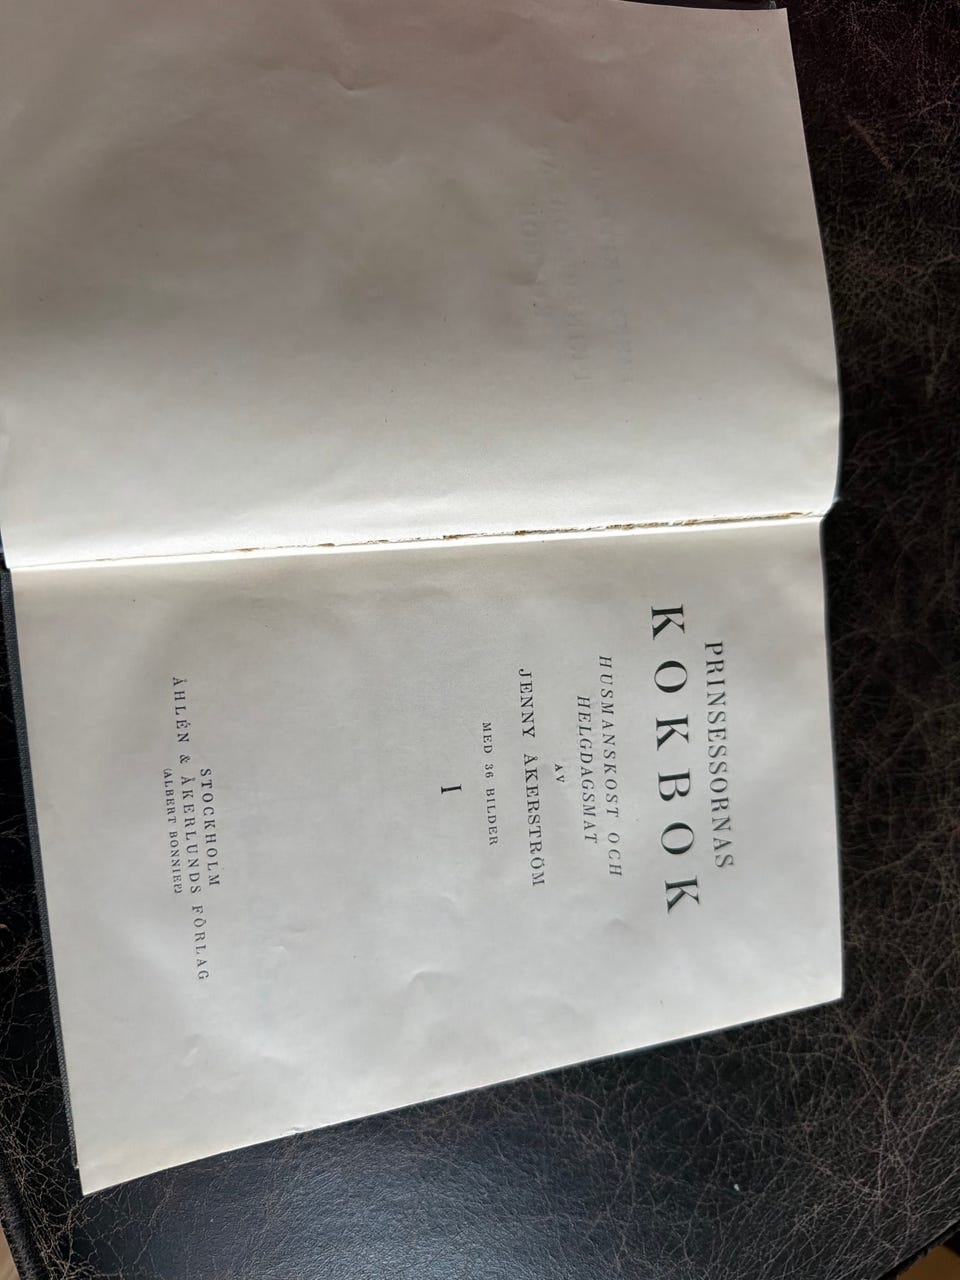 PRINSESSORNAS
KOKBOK
HUSMANSKOST OCH
HELGDAGSMAT
AV
JENNY ÅKERSTRÖM
MED 36 BILDER
I
STOCKHOLM
ÅHLÉN & ÅKERLUNDS FÖRLAG
(ALBERT BONNIER)